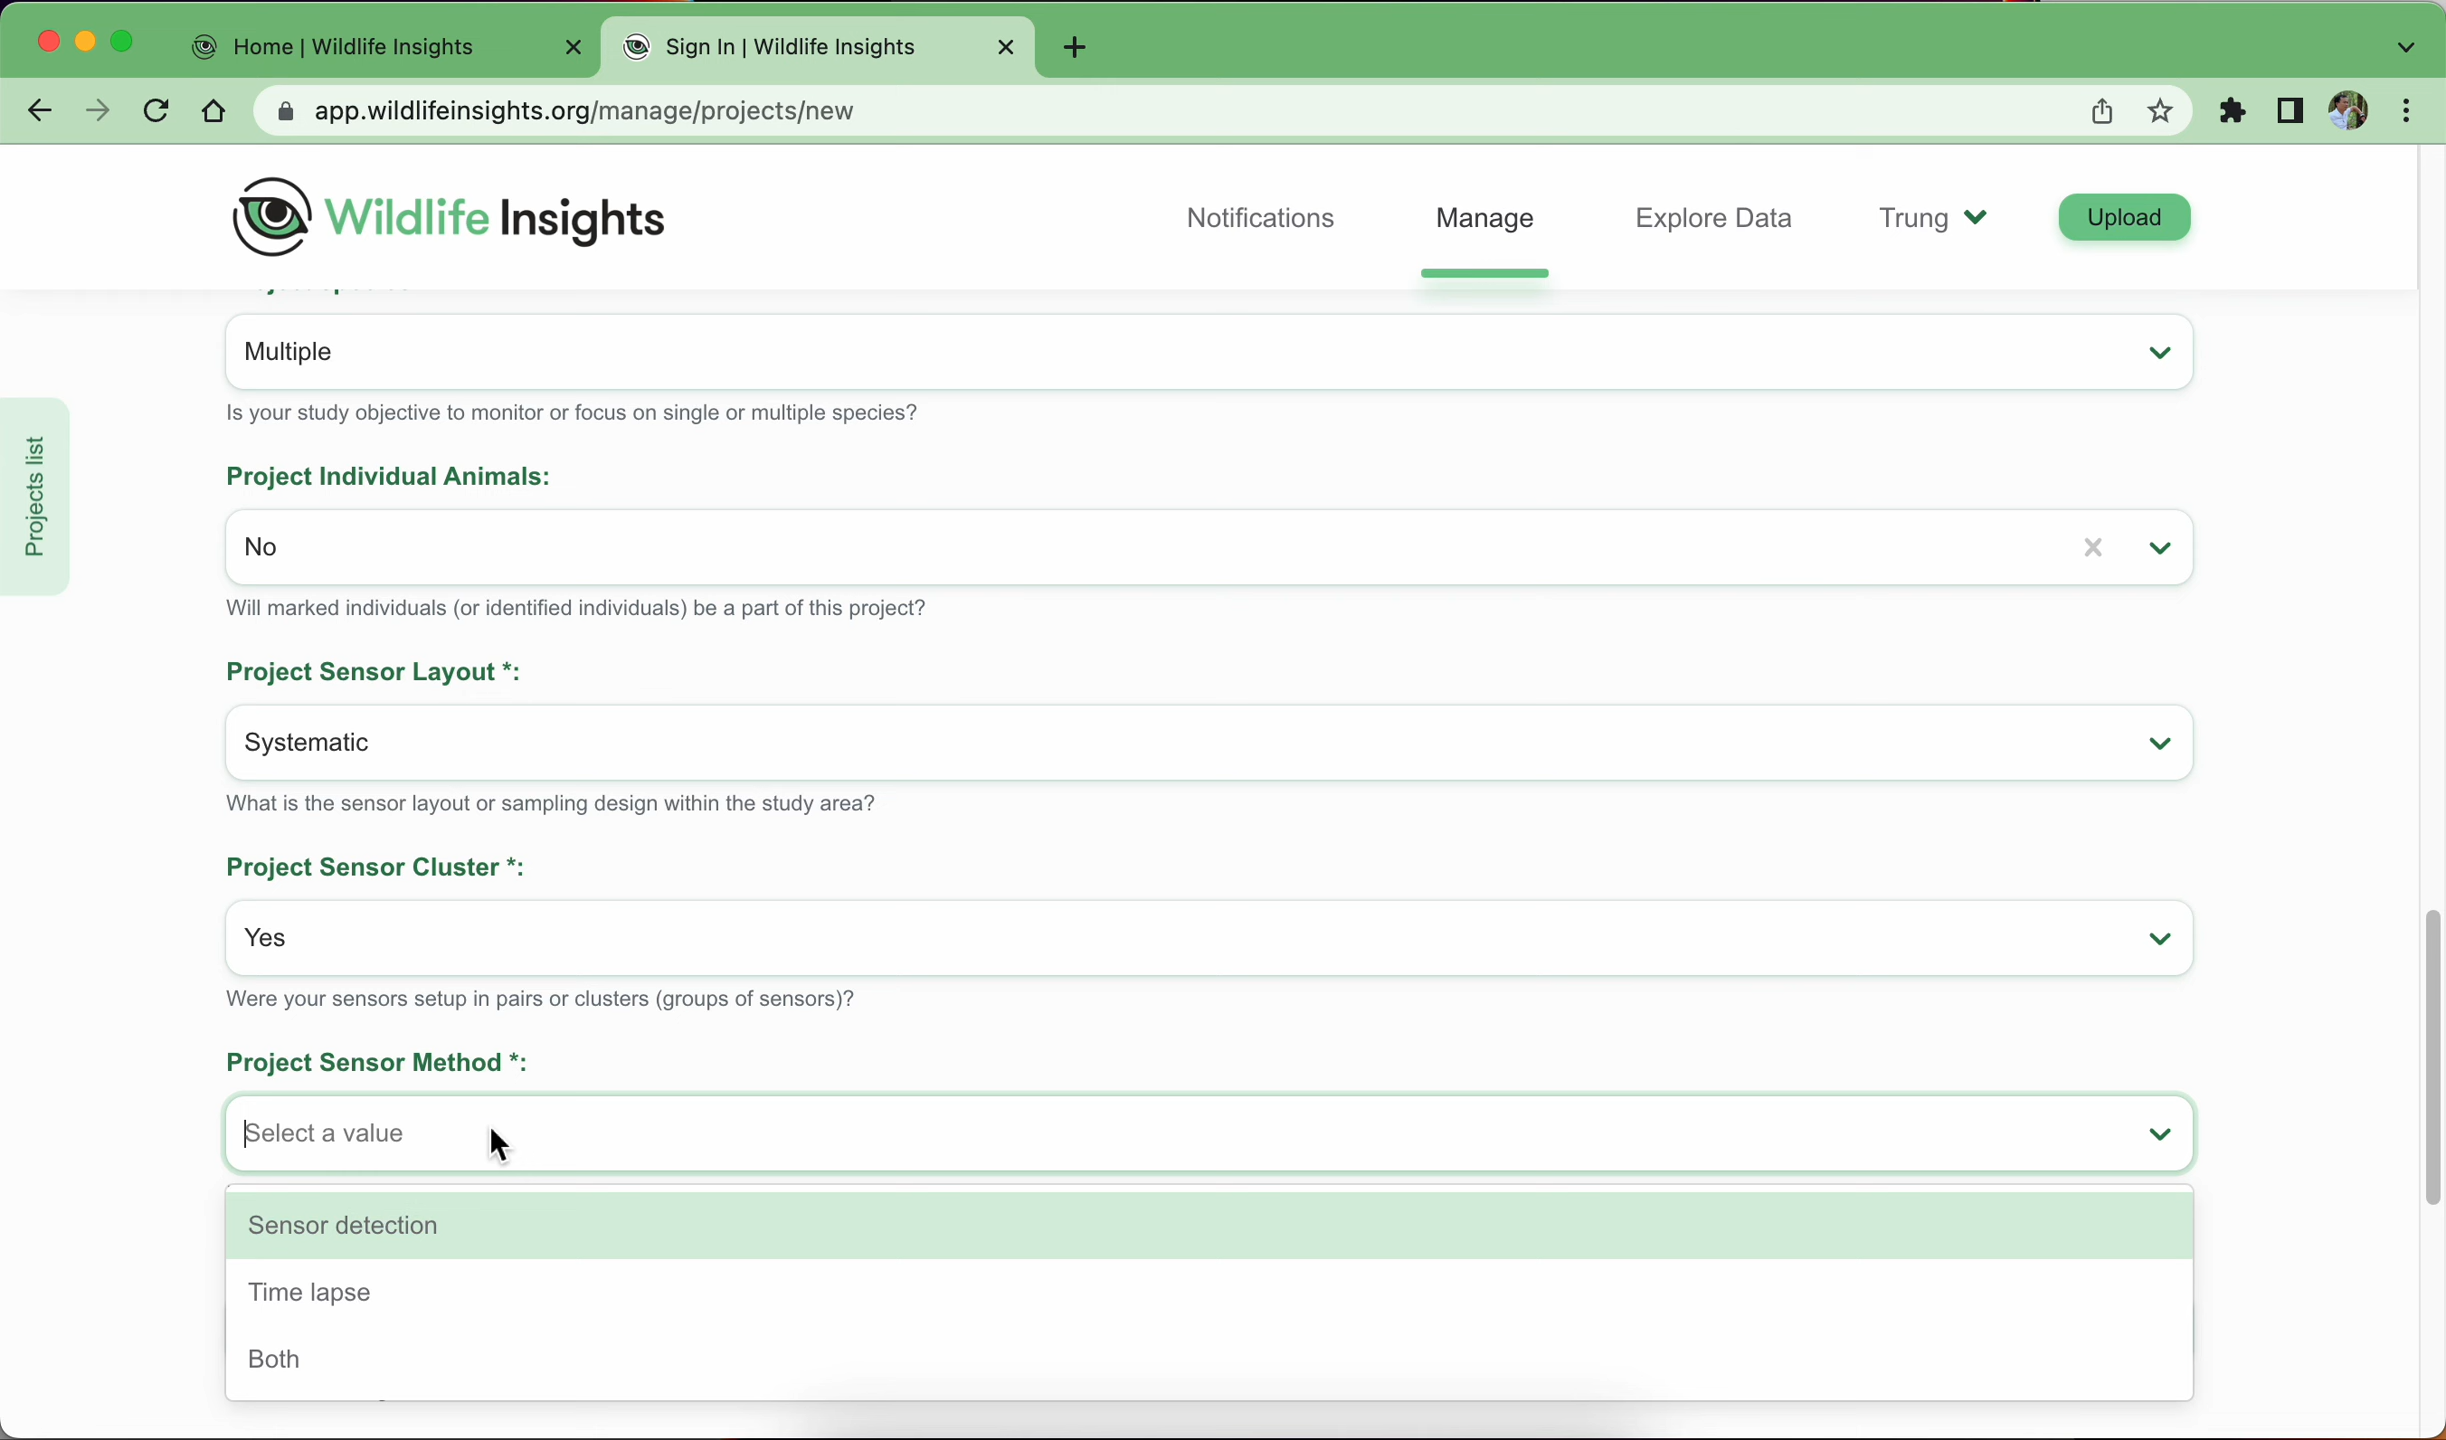 Home | Wildlife Insights
Sign In | Wildlife Insights
app.wildlifeinsights.org/manage/projects/new
Wildlife Insights
Notifications
Manage
Explore Data
Trung
Upload
Projects list
Multiple
Is your study objective to monitor or focus on single or multiple species?
Project Individual Animals:
No
Will marked individuals (or identified individuals) be a part of this project?
Project Sensor Layout *:
Systematic
What is the sensor layout or sampling design within the study area?
Project Sensor Cluster *:
Yes
Were your sensors setup in pairs or clusters (groups of sensors)?
Project Sensor Method *:
Select a value
Sensor detection
Time lapse
Both